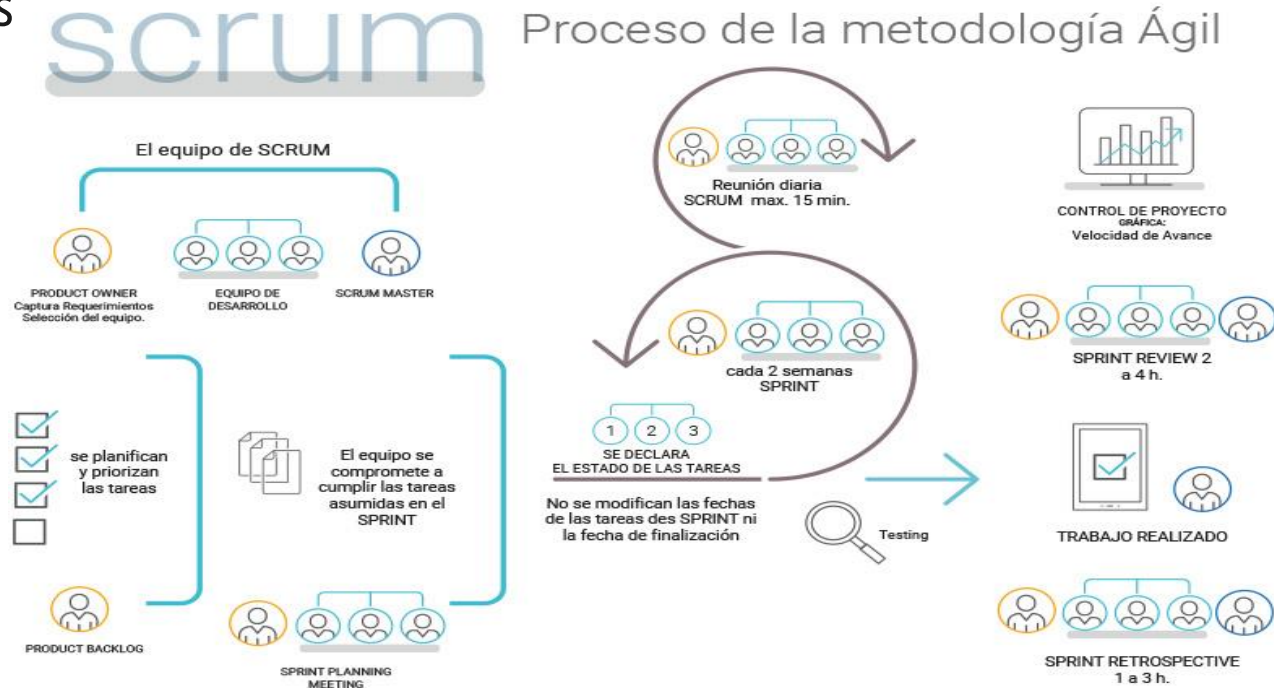 S
scrum
Proceso de la metodología Ágil
El equipo de SCRUM
PRODUCT OWNER
Captura Requerimientos
Selección del equipo.
EQUIPO DE
DESARROLLO
SCRUM MASTER
se planifican
y priorizan
las tareas
PRODUCT BACKLOG
El equipo se
compromete a
cumplir las tareas
asumidas en el
SPRINT
SPRINT PLANNING
MEETING
Reunión diaria
SCRUM max. 15 min.
cada 2 semanas
SPRINT
1 2 3
SE DECLARA
EL ESTADO DE LAS TAREAS
No se modifican las fechas
de las tareas des SPRINT ni
la fecha de finalización
Testing
CONTROL DE PROYECTO
GRÁFICA:
Velocidad de Avance
SPRINT REVIEW 2
a 4 h.
TRABAJO REALIZADO
SPRINT RETROSPECTIVE
1 a 3 h.